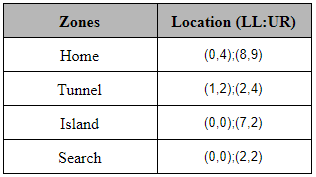 Zones Location (LL:UR)
Home (0,4);(8,9)
Tunnel (1,2);(2,4)
Island (0,0);(7,2)
Search (0,0);(2,2)